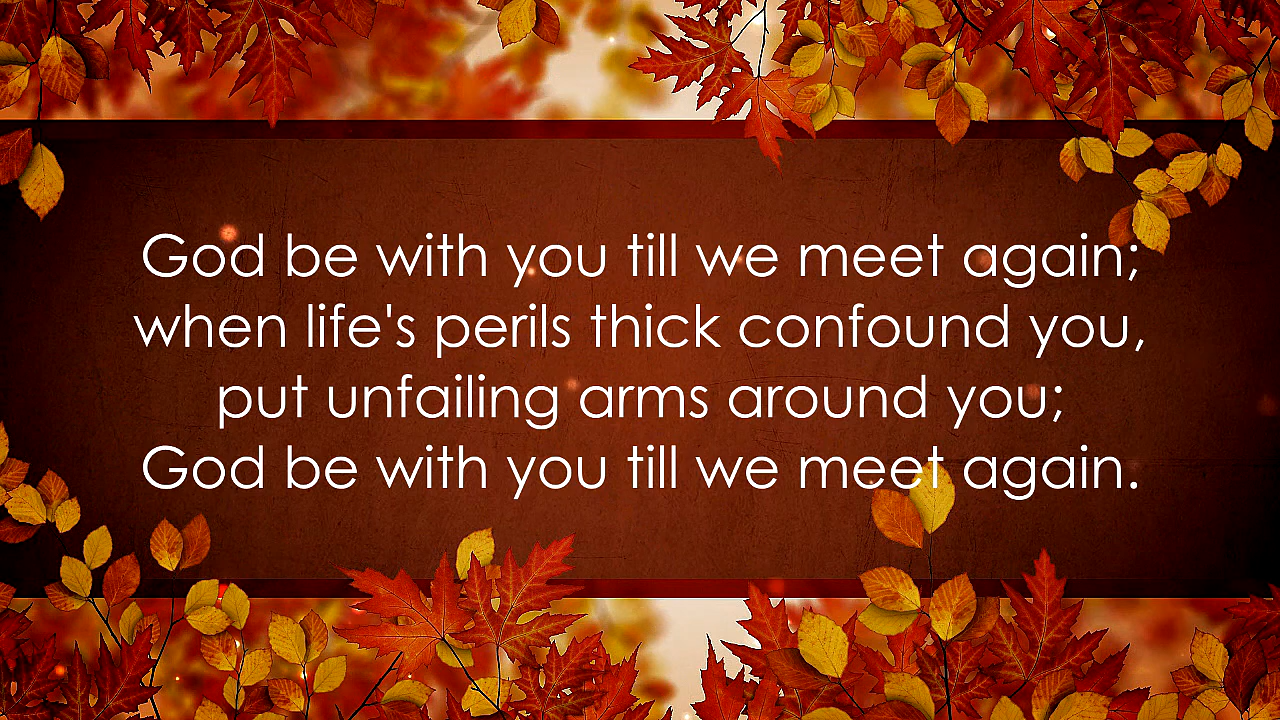 God be with you till we meet again;
when life's perils thick confound you,
put unfailing arms around you;
God be with you till we meet again.